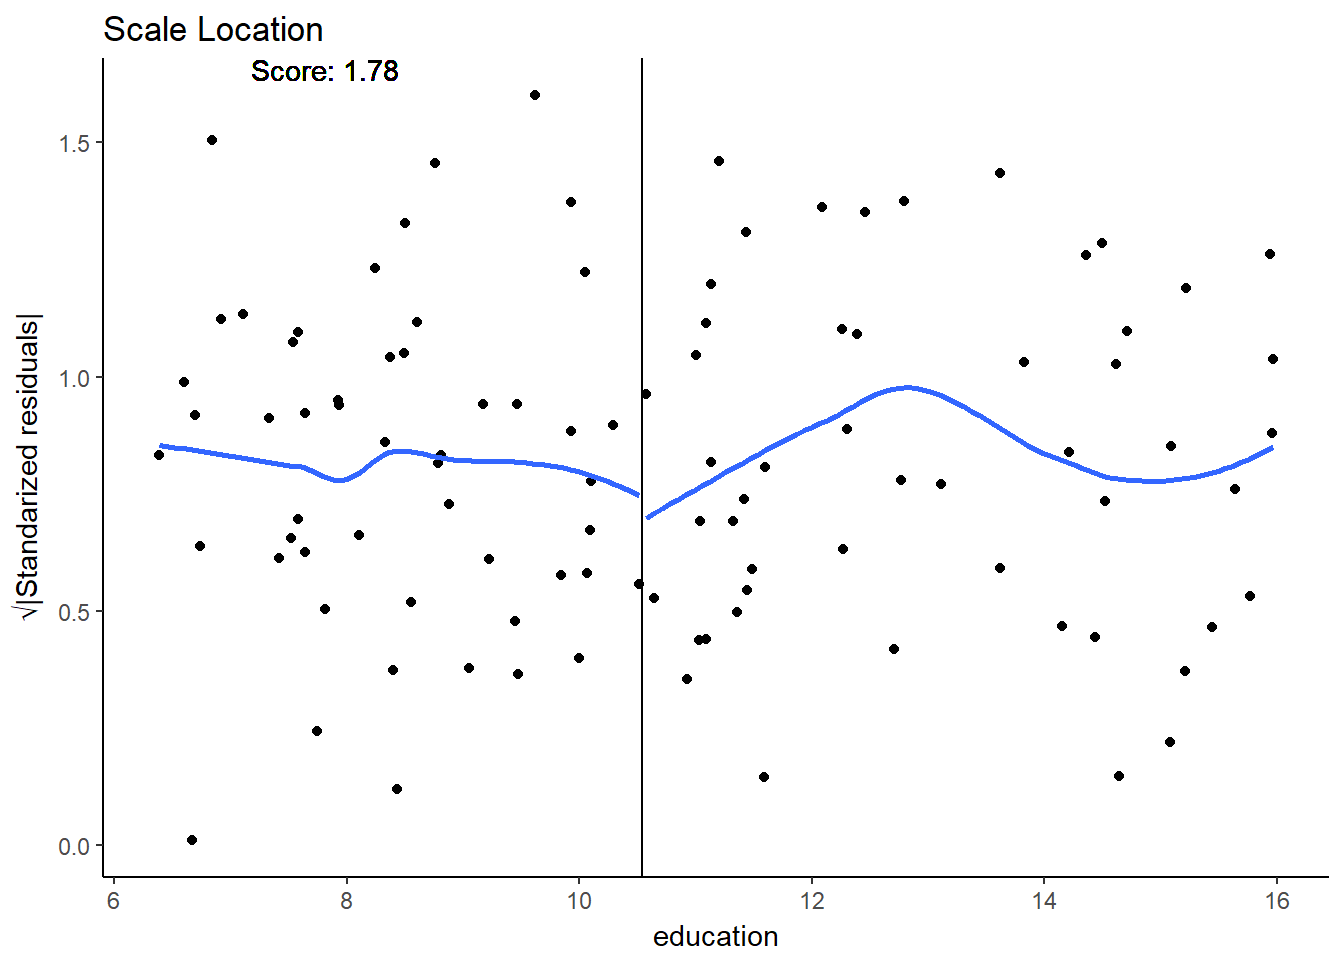 Scale Location
Score: 1.78
1.5
1.0
0.5
0.0
√|Standarized residuals|
6 8 10 12 14 16
education